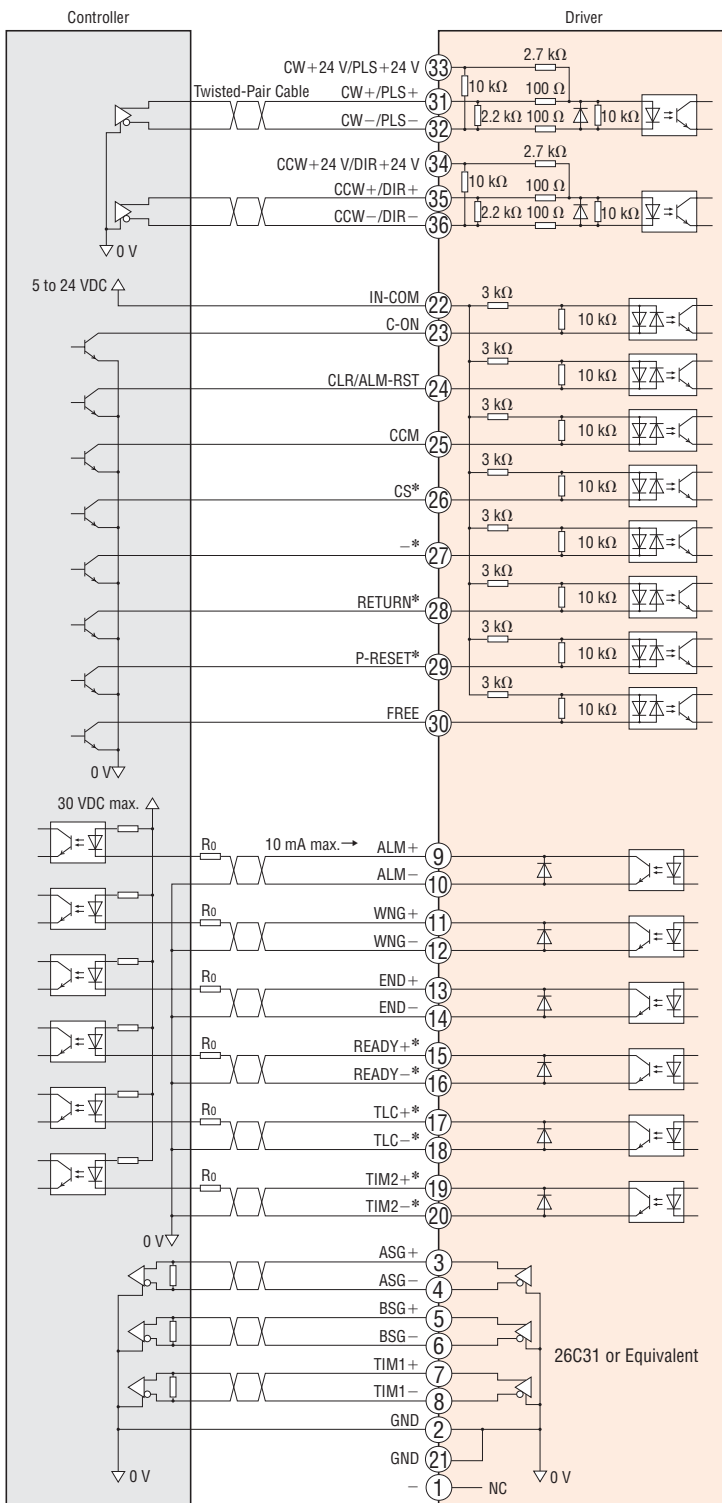 Controller
Driver
2.7 kΩ
CW+24 V/PLS+24 V 33
10 kΩ
Twisted-Pair Cable
CW+/PLS+ 31
100 Ω
2.2 kΩ 100 Ω
10 kΩ
CW−/PLS− 32
2.7 kΩ
CCW+24 V/DIR+24 V 34
10 kΩ
100 Ω
CCW+/DIR+ 35
2.2 kΩ 100 Ω
10 kΩ
CCW−/DIR− 36
0 V
5 to 24 VDC
IN-COM 22
3 kΩ
C-ON 23
10 kΩ
3 kΩ
CLR/ALM-RST 24
10 kΩ
3 kΩ
CCM 25
10 kΩ
3 kΩ
CS* 26
10 kΩ
3 kΩ
−* 27
10 kΩ
3 kΩ
RETURN* 28
10 kΩ
3 kΩ
P-RESET* 29
10 kΩ
3 kΩ
FREE 30
10 kΩ
0 V
30 VDC max.
R0
10 mA max.→
ALM+ 9
ALM− 10
R0
WNG+ 11
WNG− 12
R0
END+ 13
END− 14
R0
READY+* 15
READY−* 16
R0
TLC+* 17
TLC−* 18
R0
TIM2+* 19
TIM2−* 20
0 V
ASG+ 3
ASG− 4
BSG+ 5
BSG− 6
26C31 or Equivalent
TIM1+ 7
TIM1− 8
GND 2
GND 21
0 V
0 V
− 1 NC